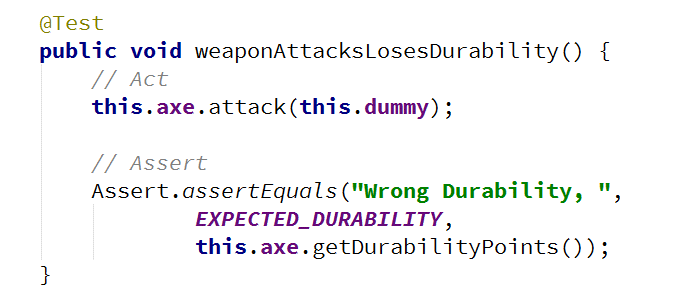 @Test
public void weaponAttacksLosesDurability() {
// Act
this.axe.attack(this.dummy);
// Assert
Assert.assertEquals("Wrong Durability, ",
EXPECTED_DURABILITY,
this.axe.getDurabilityPoints());
}